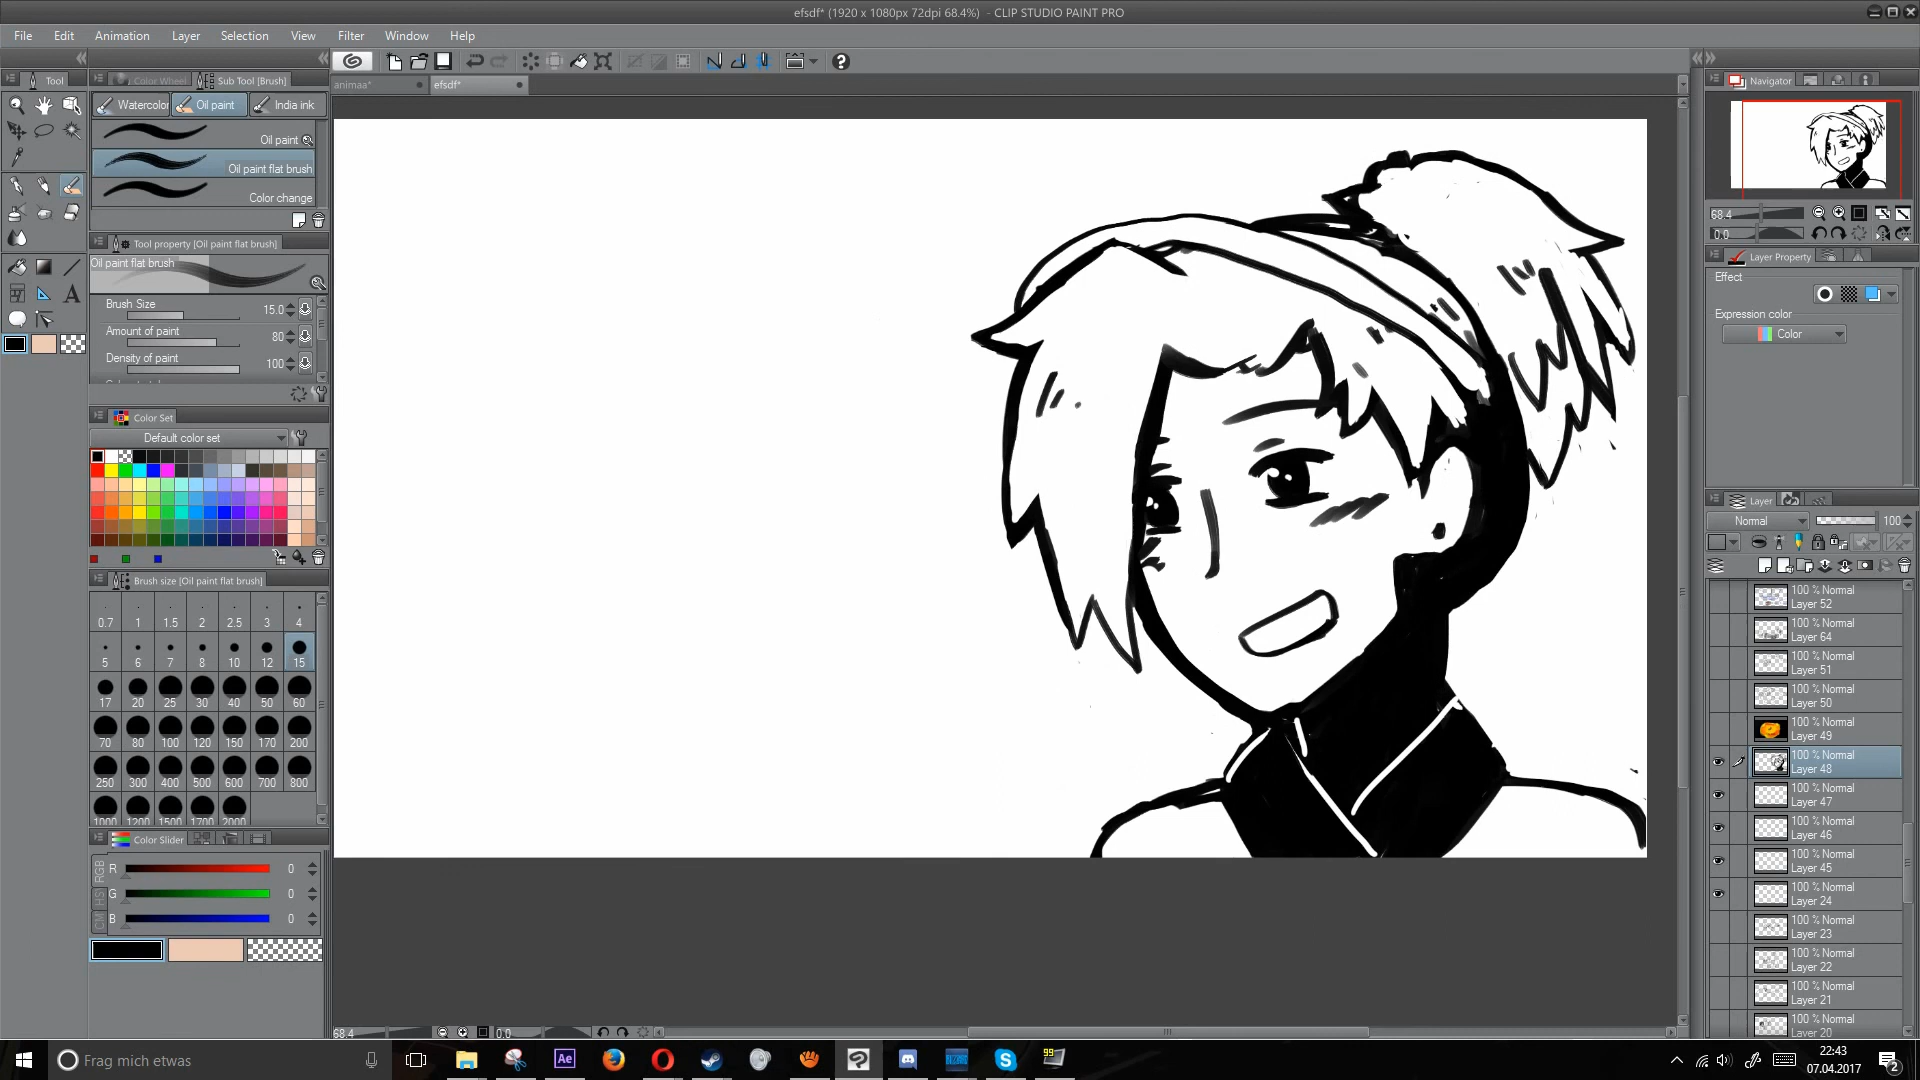 efsdf* (1920 x 1080px 72dpi 68.4%)  - CLIP STUDIO PAINT PRO
File Edit Animation Layer Selection View Filter Window Help
Tool
Color Wheel
Sub Tool [Brush]
animaa*
efsdf*
Navigator
Watercolor
Oil paint
India ink
Oil paint
Oil paint flat brush
Color change
68.4
0.0
Tool property [Oil paint flat brush]
Oil paint flat brush
Layer Property
Effect
Brush Size 15.0
Amount of paint 80
Density of paint 100
Expression color
Color
Color Set
Default color set
Layer
Normal 100
Brush size [Oil paint flat brush]
0.7 1 1.5 2 2.5 3 4
5 6 7 8 10 12 15
17 20 25 30 40 50 60
70 80 100 120 150 170 200
250 300 400 500 600 700 800
1000 1200 1500 1700 2000
100 % Normal
Layer 52
100 % Normal
Layer 64
100 % Normal
Layer 51
100 % Normal
Layer 50
100 % Normal
Layer 49
100 % Normal
Layer 48
100 % Normal
Layer 47
100 % Normal
Layer 46
100 % Normal
Layer 45
100 % Normal
Layer 24
100 % Normal
Layer 23
100 % Normal
Layer 22
100 % Normal
Layer 21
100 % Normal
Layer 20
Color Slider
RGB
R 0
G 0
B 0
68.4
0.0
Frag mich etwas
Ae
99
22:43
07.04.2017
2